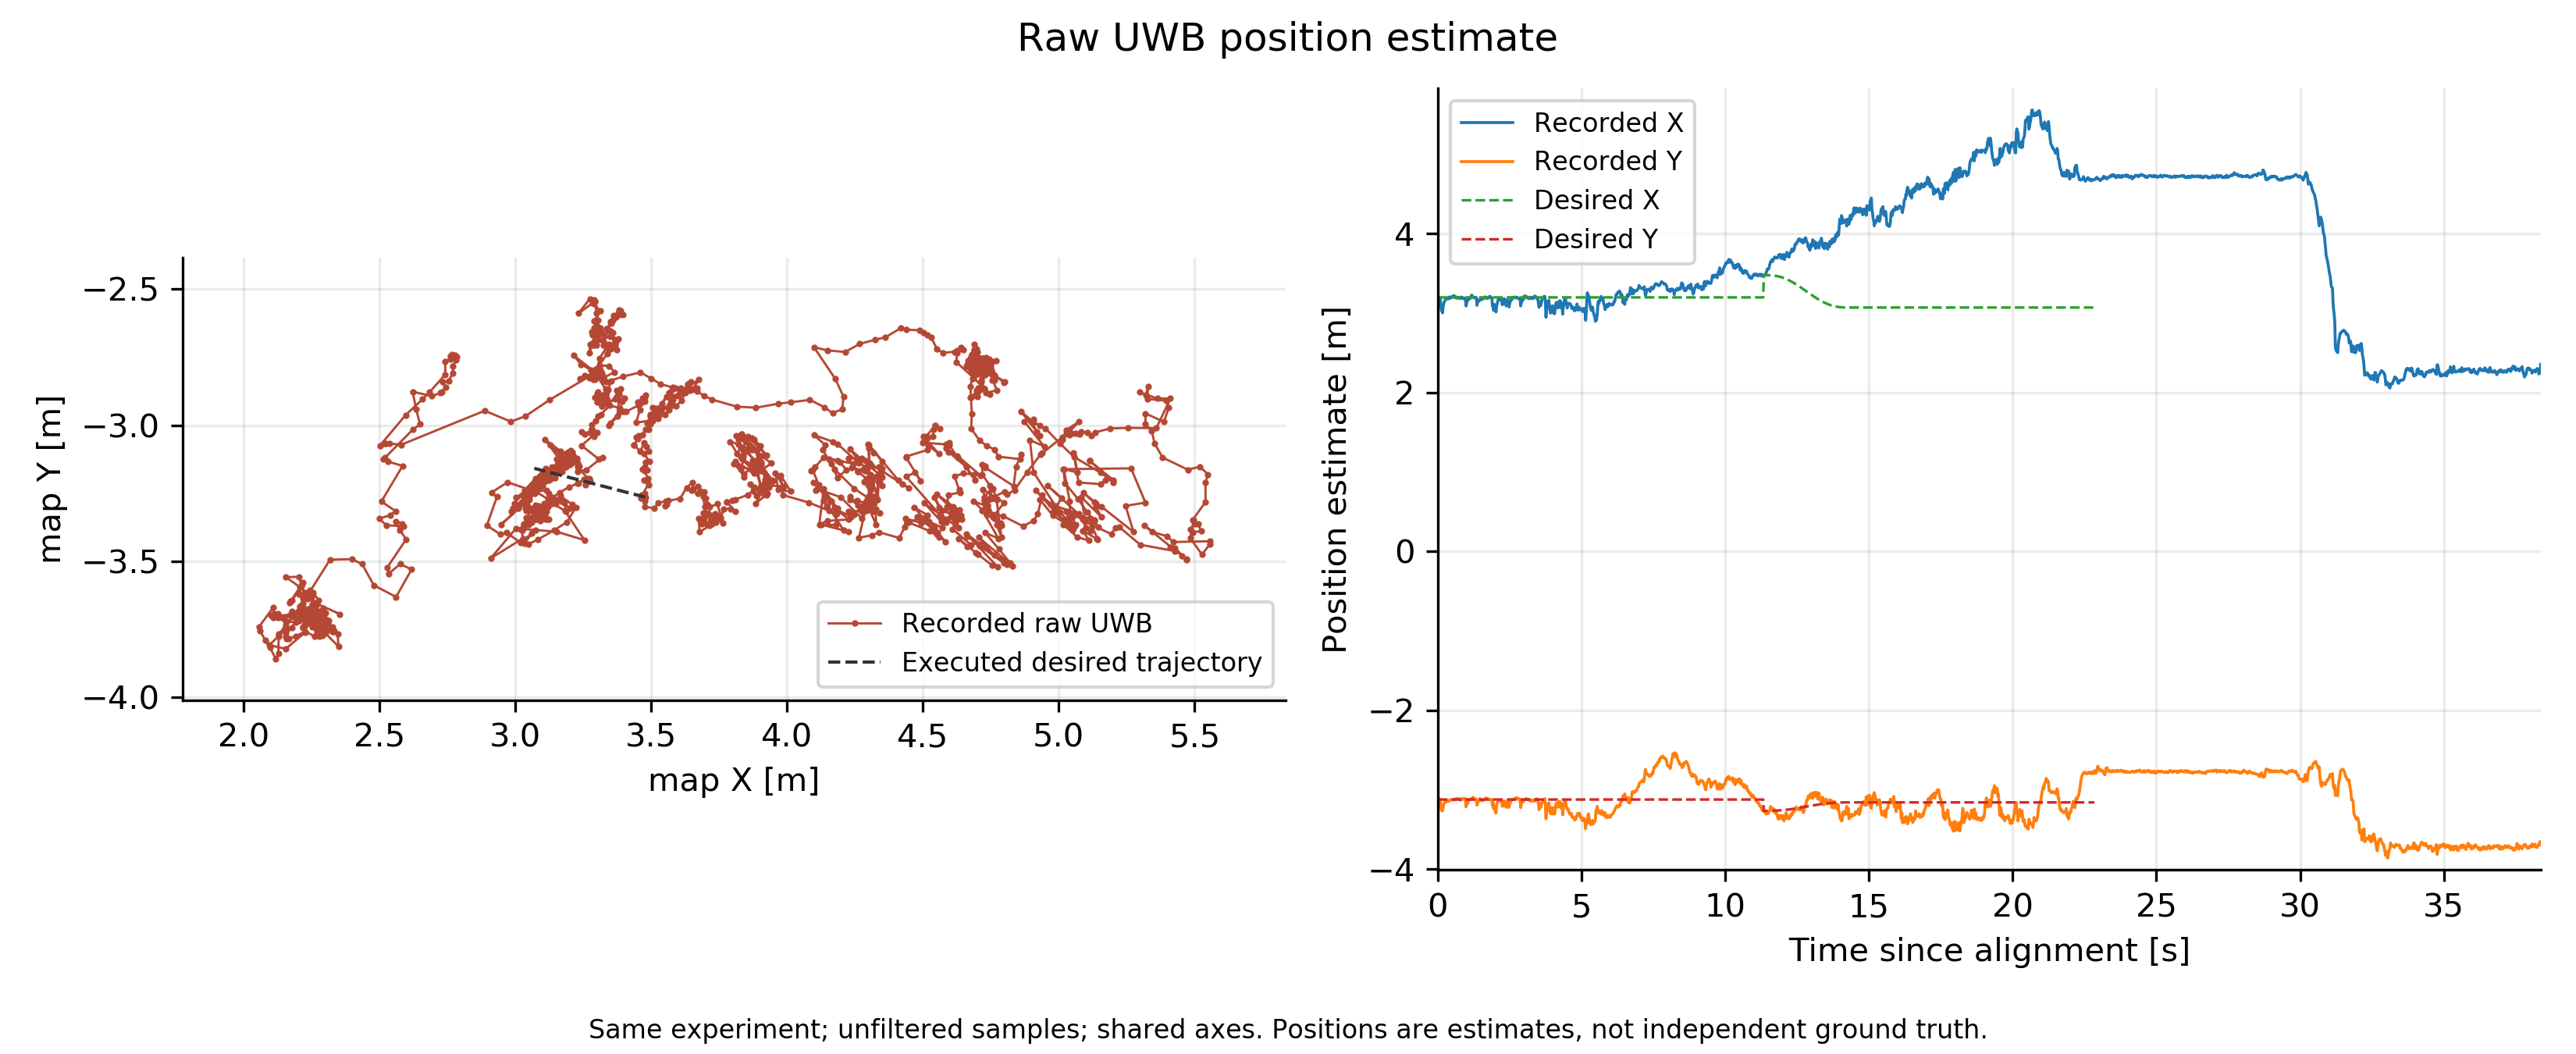 Raw UWB position estimate
−2.5
−3.0
−3.5
−4.0
map Y [m]
2.0 2.5 3.0 3.5 4.0 4.5 5.0 5.5
map X [m]
Recorded raw UWB
Executed desired trajectory
Recorded X
Recorded Y
Desired X
Desired Y
4
2
0
−2
−4
Position estimate [m]
0 5 10 15 20 25 30 35
Time since alignment [s]
Same experiment; unfiltered samples; shared axes. Positions are estimates, not independent ground truth.